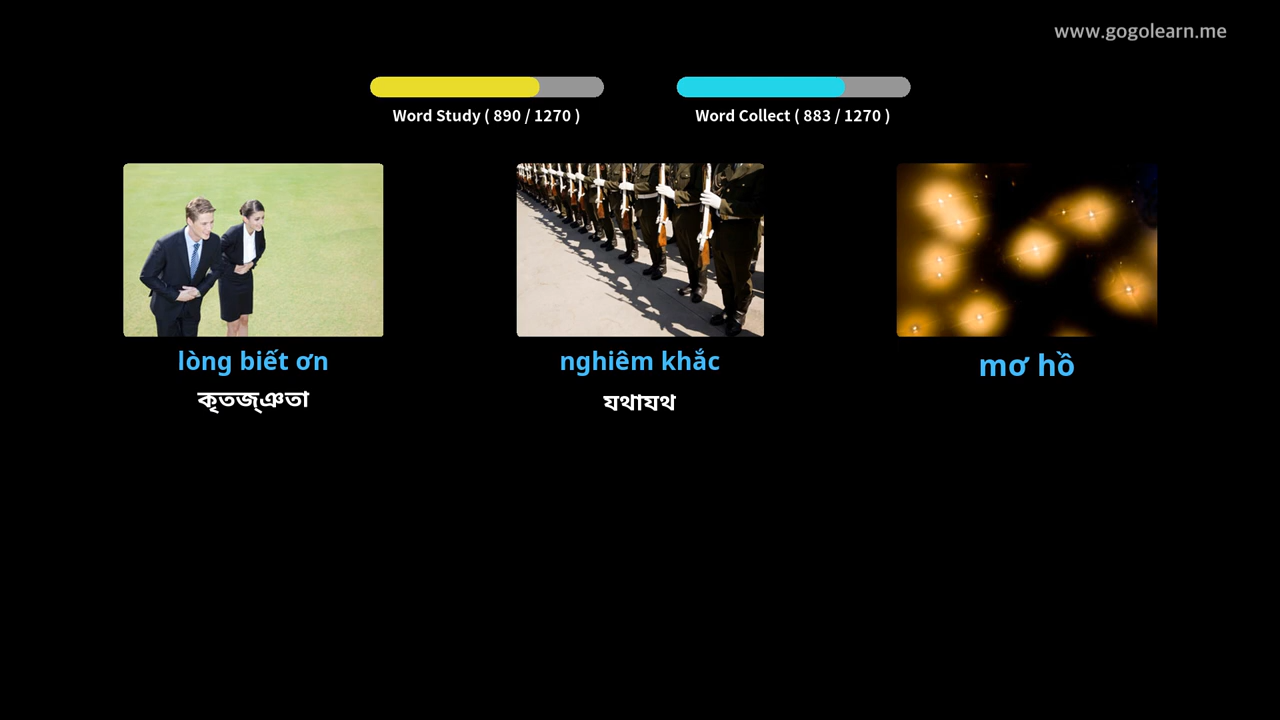 www.gogolearn.me
Word Study ( 890 / 1270 )
Word Collect ( 883 / 1270 )
lòng biết ơn
nghiêm khắc
mơ hồ
কৃতজ্ঞতা
যথাযথ